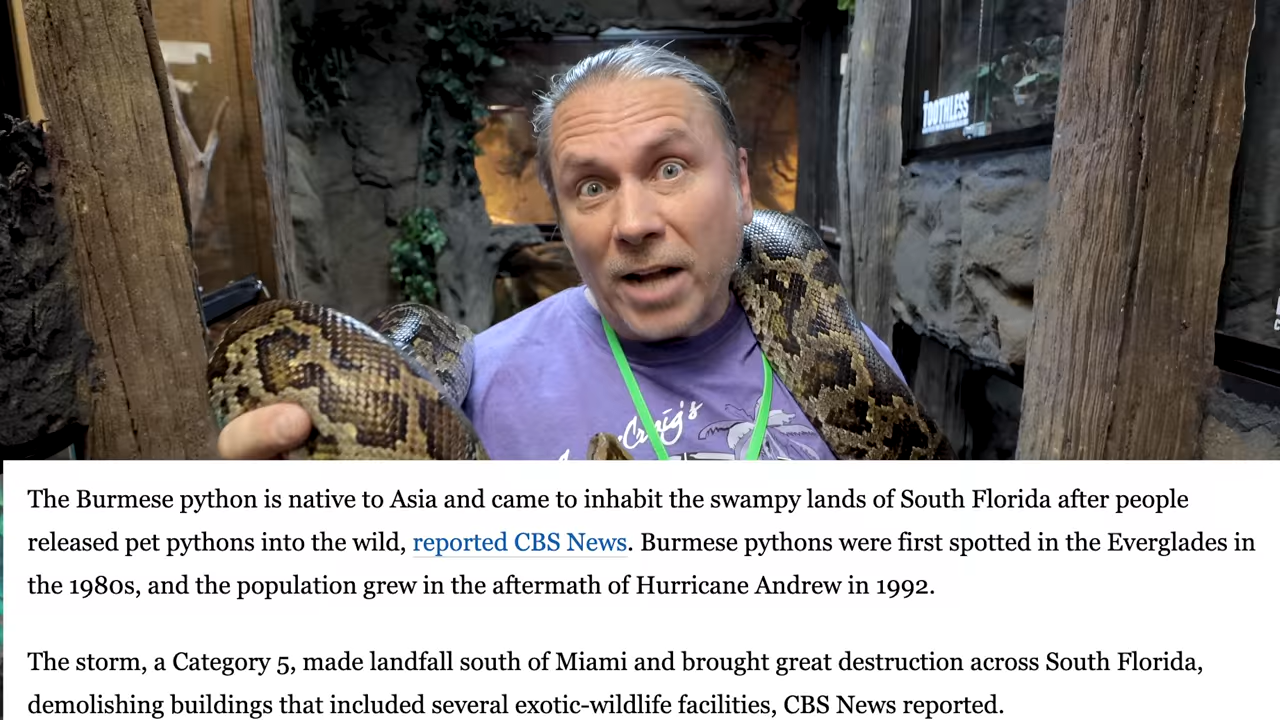 TOOTHLESS
Craig's
The Burmese python is native to Asia and came to inhabit the swampy lands of South Florida after people
released pet pythons into the wild, reported CBS News. Burmese pythons were first spotted in the Everglades in
the 1980s, and the population grew in the aftermath of Hurricane Andrew in 1992.
The storm, a Category 5, made landfall south of Miami and brought great destruction across South Florida,
demolishing buildings that included several exotic-wildlife facilities, CBS News reported.